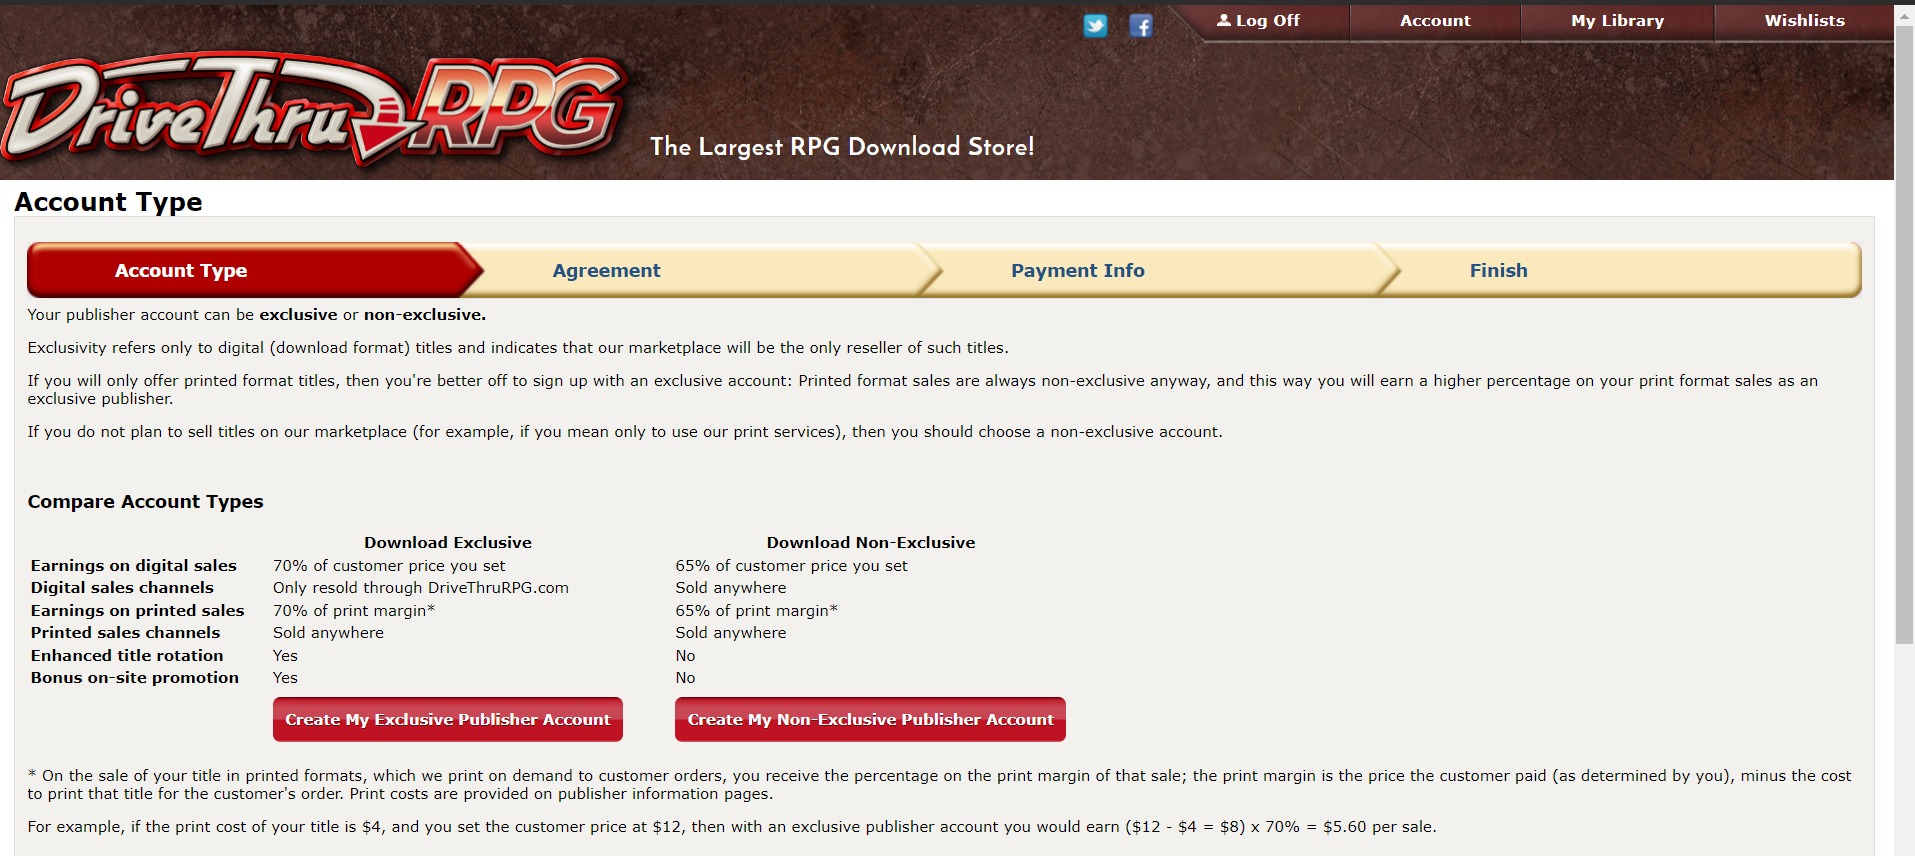 Log Off
Account
My Library
Wishlists
DriveThruRPG
The Largest RPG Download Store!
Account Type
Account Type
Agreement
Payment Info
Finish
Your publisher account can be exclusive or non-exclusive.
Exclusivity refers only to digital (download format) titles and indicates that our marketplace will be the only reseller of such titles.
If you will only offer printed format titles, then you're better off to sign up with an exclusive account: Printed format sales are always non-exclusive anyway, and this way you will earn a higher percentage on your print format sales as an
exclusive publisher.
If you do not plan to sell titles on our marketplace (for example, if you mean only to use our print services), then you should choose a non-exclusive account.
Compare Account Types
Download Exclusive Download Non-Exclusive
Earnings on digital sales 70% of customer price you set 65% of customer price you set
Digital sales channels Only resold through DriveThruRPG.com Sold anywhere
Earnings on printed sales 70% of print margin* 65% of print margin*
Printed sales channels Sold anywhere Sold anywhere
Enhanced title rotation Yes No
Bonus on-site promotion Yes No
Create My Exclusive Publisher Account Create My Non-Exclusive Publisher Account
* On the sale of your title in printed formats, which we print on demand to customer orders, you receive the percentage on the print margin of that sale; the print margin is the price the customer paid (as determined by you), minus the cost
to print that title for the customer's order. Print costs are provided on publisher information pages.
For example, if the print cost of your title is $4, and you set the customer price at $12, then with an exclusive publisher account you would earn ($12 - $4 = $8) x 70% = $5.60 per sale.